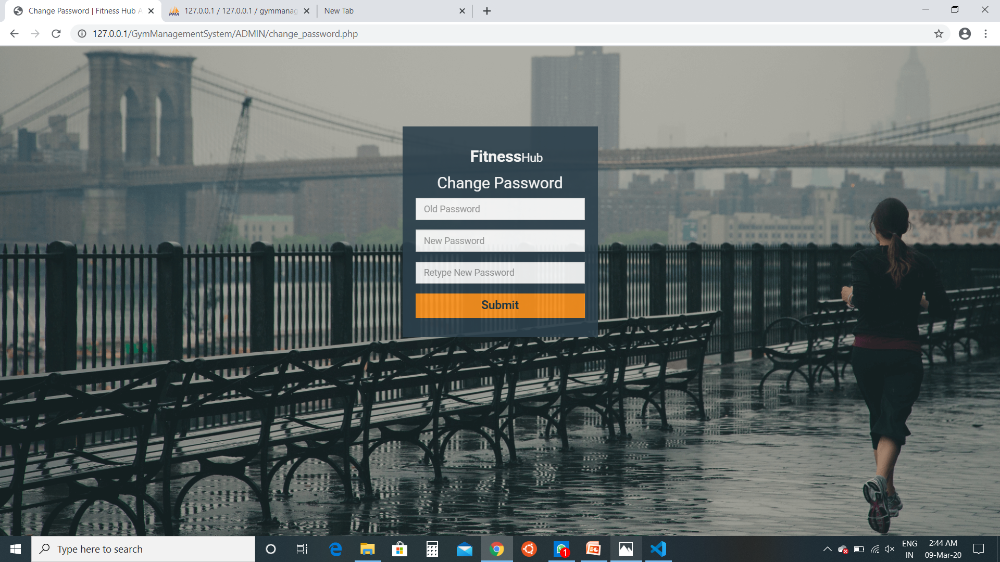 Change Password | Fitness Hub A
127.0.0.1 / 127.0.0.1 / gymmanag
New Tab
127.0.0.1/GymManagementSystem/ADMIN/change_password.php
FitnessHub
Change Password
Old Password
New Password
Retype New Password
Submit
Type here to search
1
ENG
IN
2:44 AM
09-Mar-20
PMA